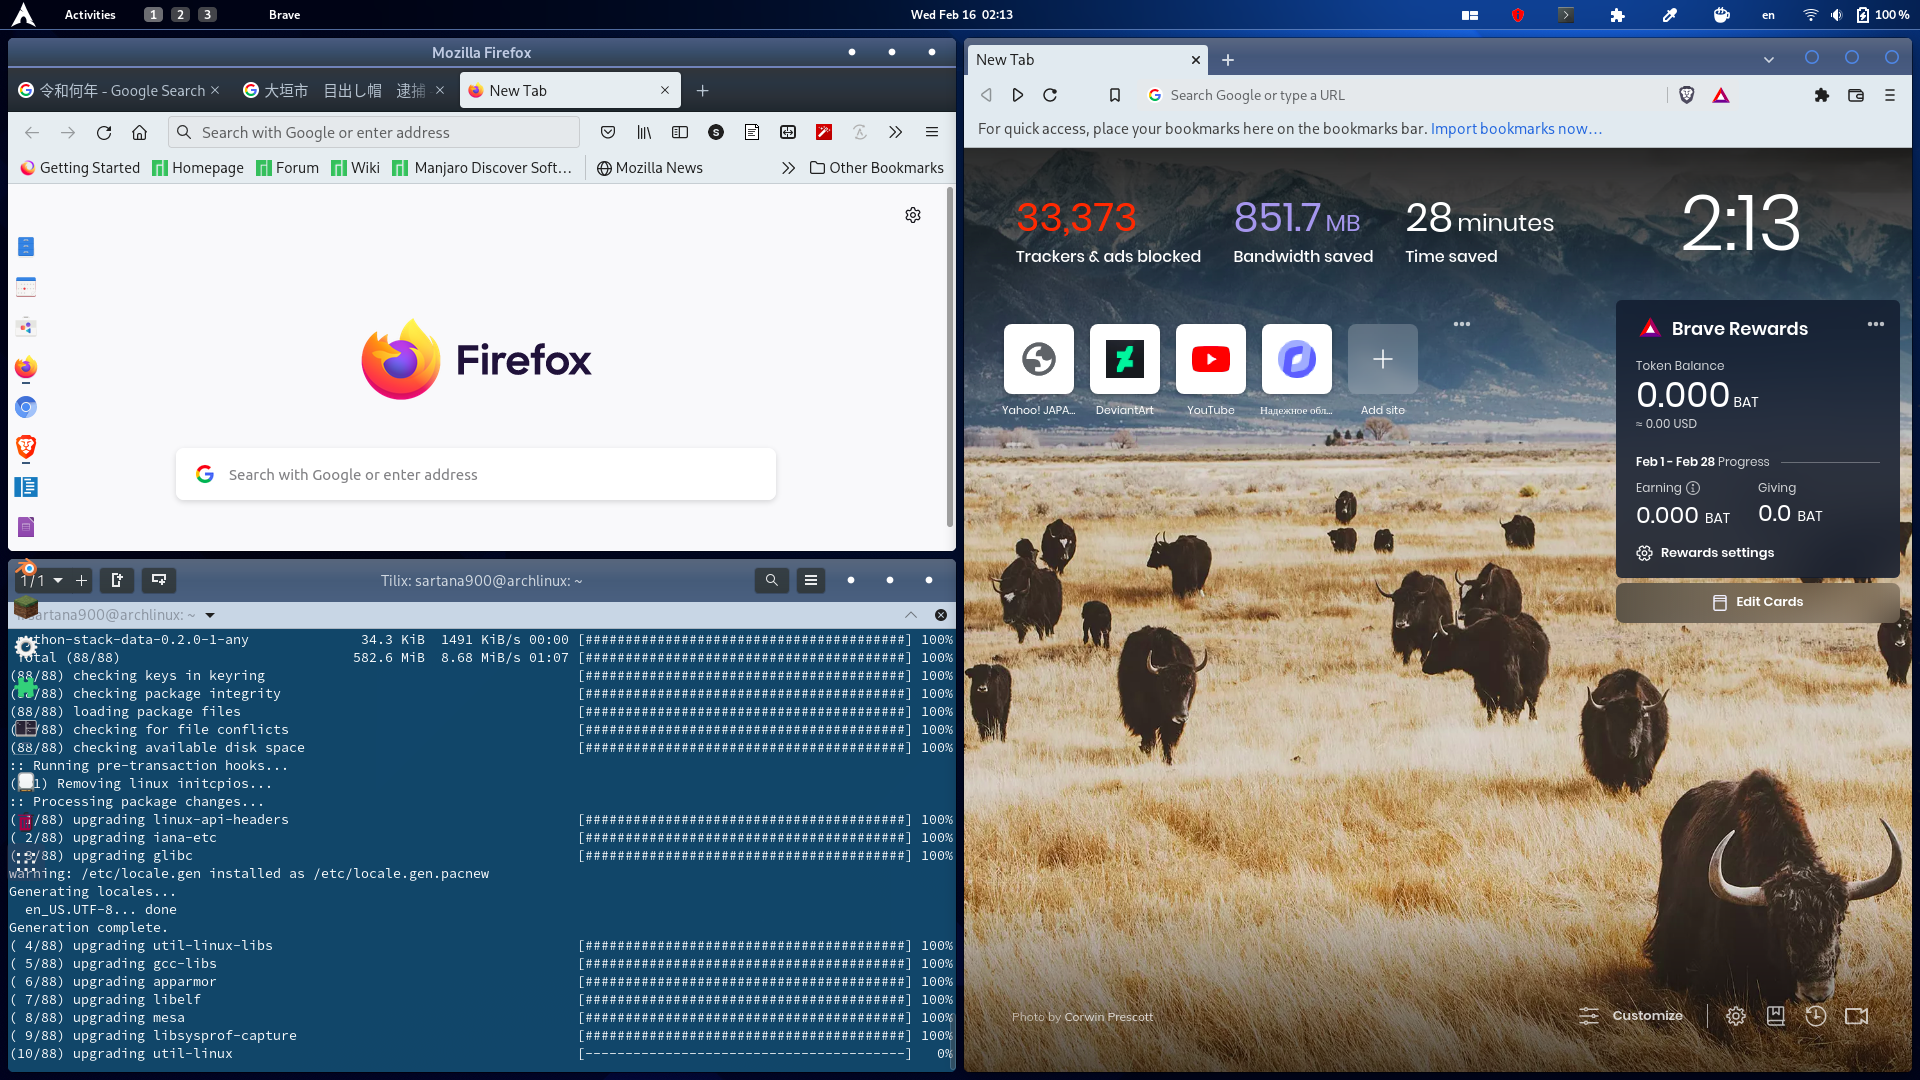 Activities 1 2 3 Brave
Wed Feb 16 02:13
en 100 %
Mozilla Firefox
令和何年 - Google Search
大垣市 目出し帽 逮捕
New Tab
Search with Google or enter address
Getting Started Homepage Forum Wiki Manjaro Discover Soft… Mozilla News Other Bookmarks
Firefox
Search with Google or enter address
1/1
Tilix: sartana900@archlinux: ~
sartana900@archlinux: ~
python-stack-data-0.2.0-1-any 34.3 KiB 1491 KiB/s 00:00 [########################################] 100%
Total (88/88) 582.6 MiB 8.68 MiB/s 01:07 [########################################] 100%
(88/88) checking keys in keyring [########################################] 100%
(88/88) checking package integrity [########################################] 100%
(88/88) loading package files [########################################] 100%
(88/88) checking for file conflicts [########################################] 100%
(88/88) checking available disk space [########################################] 100%
:: Running pre-transaction hooks...
(1/1) Removing linux initcpios...
:: Processing package changes...
( 1/88) upgrading linux-api-headers [########################################] 100%
( 2/88) upgrading iana-etc [########################################] 100%
( 3/88) upgrading glibc [########################################] 100%
warning: /etc/locale.gen installed as /etc/locale.gen.pacnew
Generating locales...
en_US.UTF-8... done
Generation complete.
( 4/88) upgrading util-linux-libs [########################################] 100%
( 5/88) upgrading gcc-libs [########################################] 100%
( 6/88) upgrading apparmor [########################################] 100%
( 7/88) upgrading libelf [########################################] 100%
( 8/88) upgrading mesa [########################################] 100%
( 9/88) upgrading libsysprof-capture [########################################] 100%
(10/88) upgrading util-linux [----------------------------------------] 0%
New Tab
Search Google or type a URL
For quick access, place your bookmarks here on the bookmarks bar. Import bookmarks now…
33,373
Trackers & ads blocked
851.7 MB
Bandwidth saved
28 minutes
Time saved
2:13
Yahoo! JAPA... DeviantArt YouTube Надежное обл... Add site
Brave Rewards
Token Balance
0.000 BAT
≈ 0.00 USD
Feb 1 - Feb 28 Progress
Earning Giving
0.000 BAT 0.0 BAT
Rewards settings
Edit Cards
Photo by Corwin Prescott
Customize